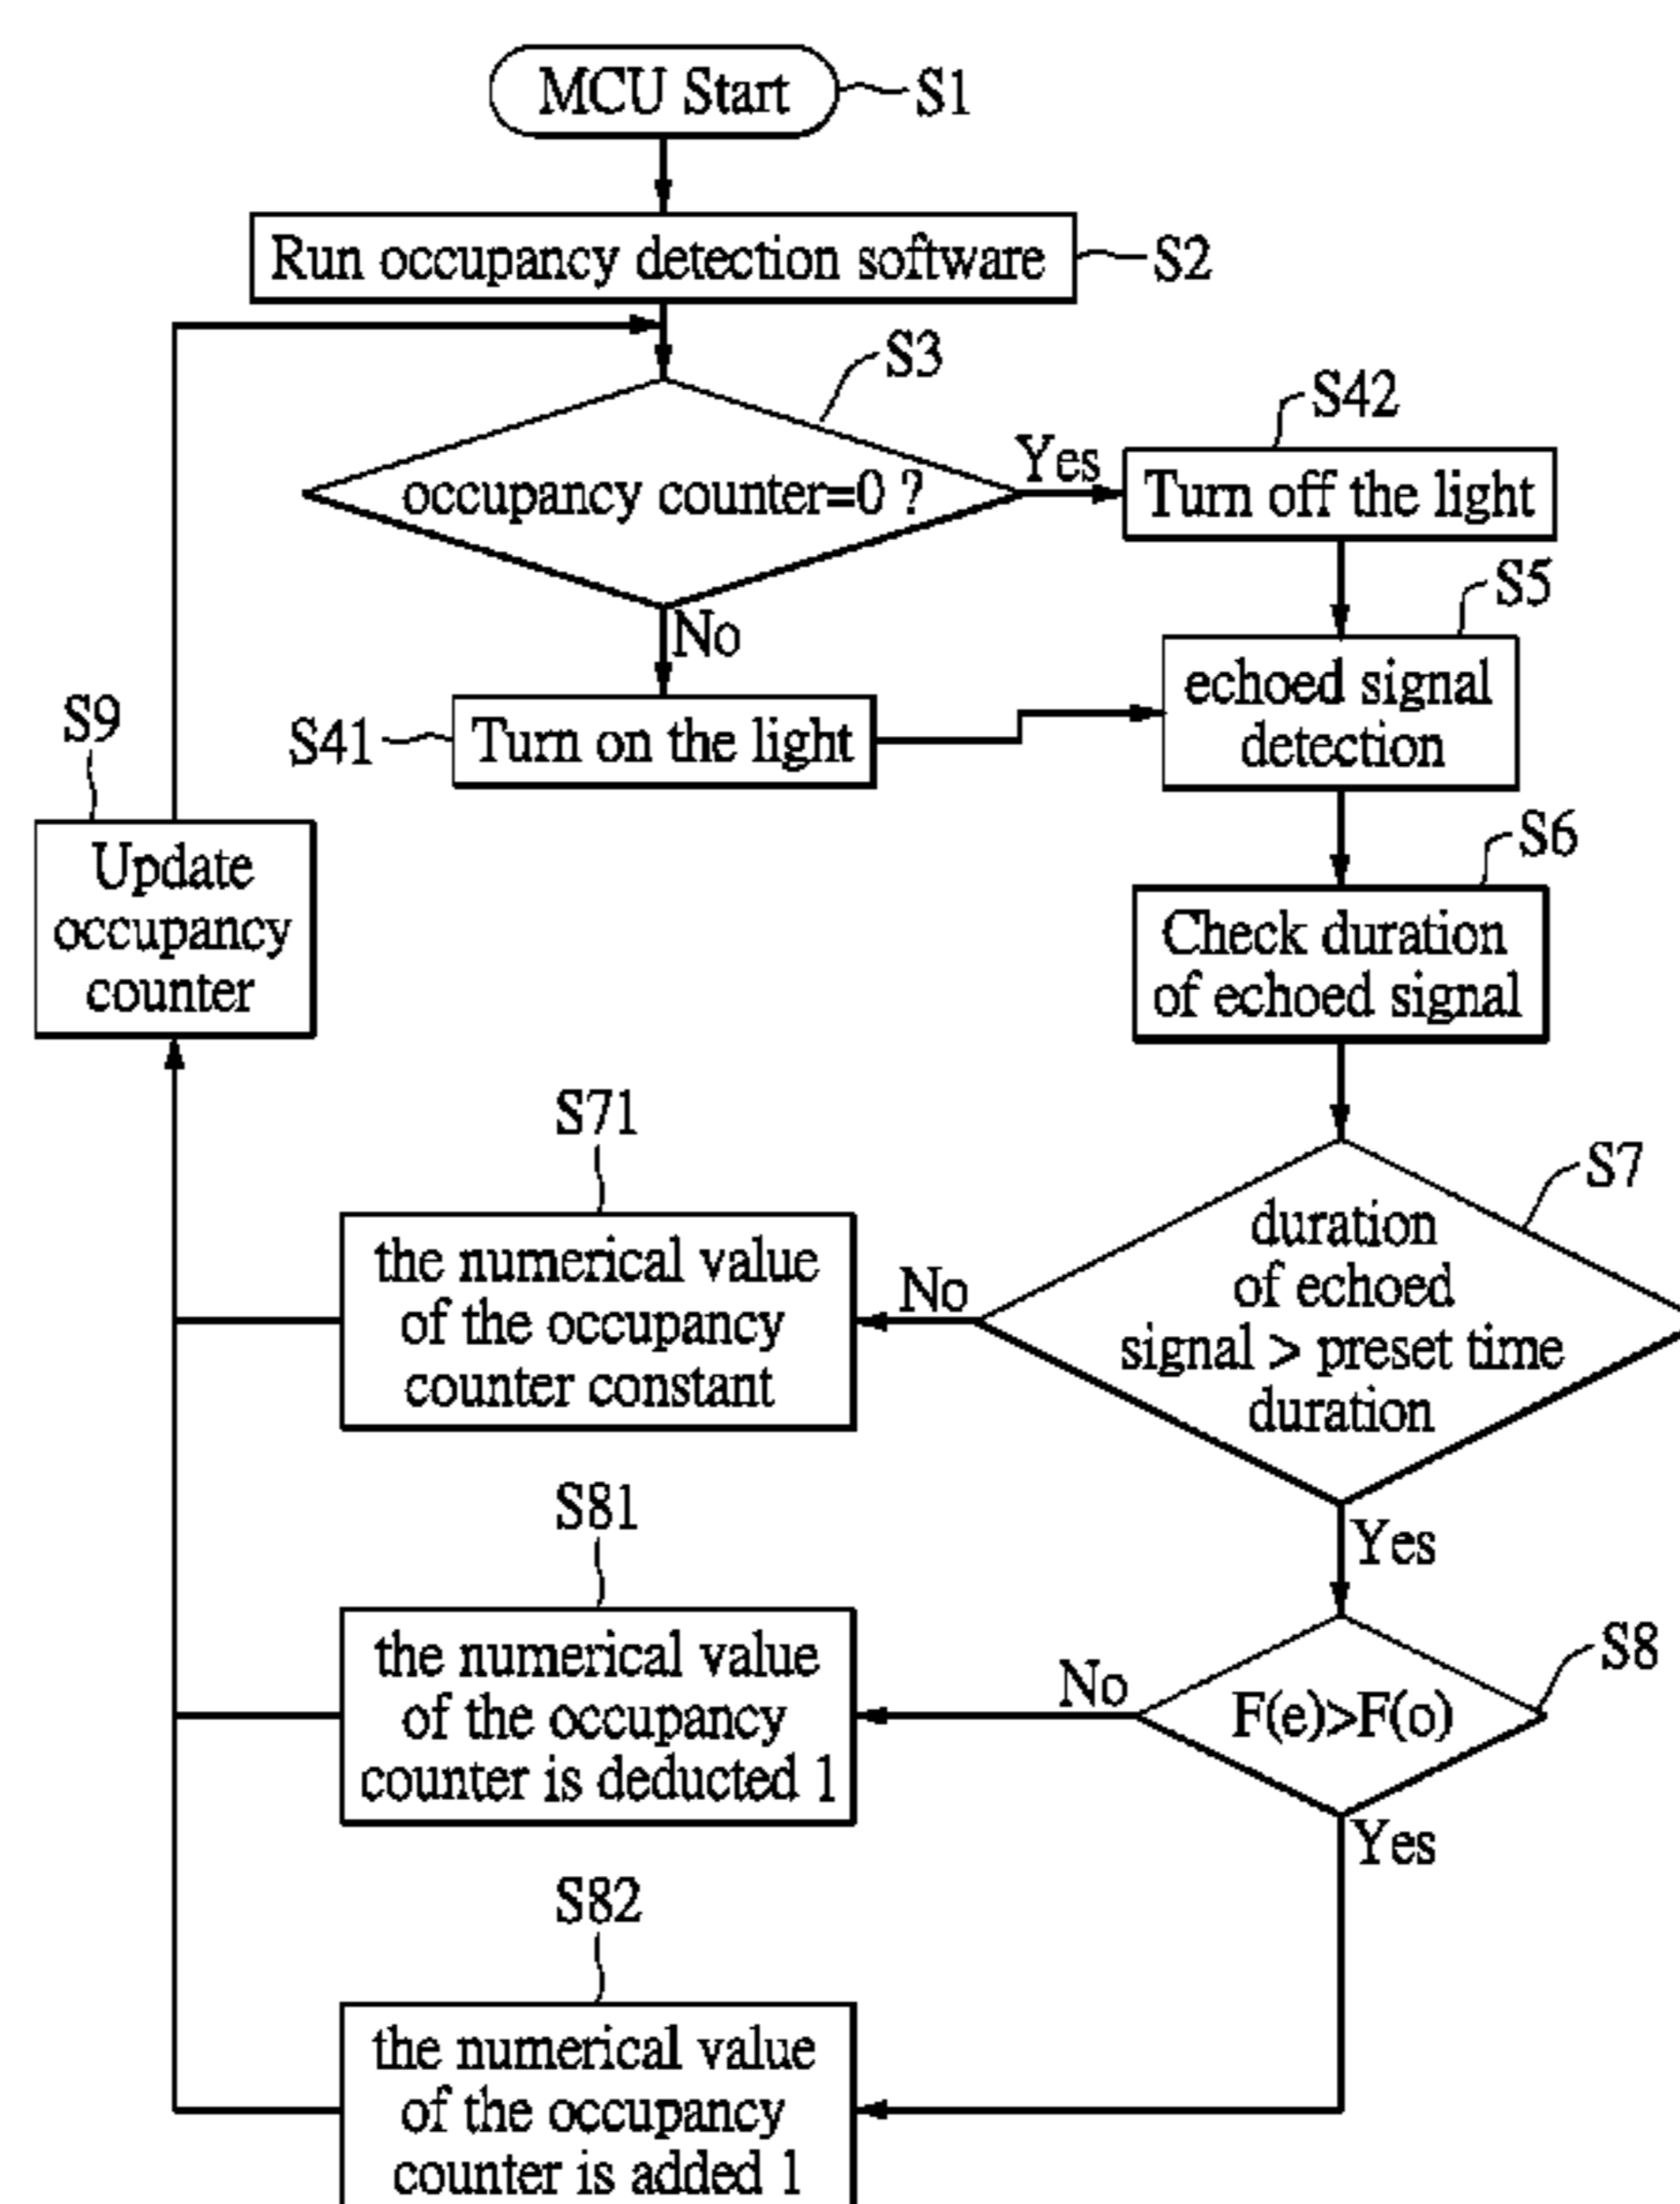 MCU Start
S1
Run occupancy detection software
S2
S3
occupancy counter=0 ?
Yes
S42
Turn off the light
No
S41
Turn on the light
S5
echoed signal
detection
S9
Update
occupancy
counter
S6
Check duration
of echoed signal
S7
duration
of echoed
signal > preset time
duration
No
S71
the numerical value
of the occupancy
counter constant
Yes
S8
F(e)>F(o)
No
S81
the numerical value
of the occupancy
counter is deducted 1
Yes
S82
the numerical value
of the occupancy
counter is added 1